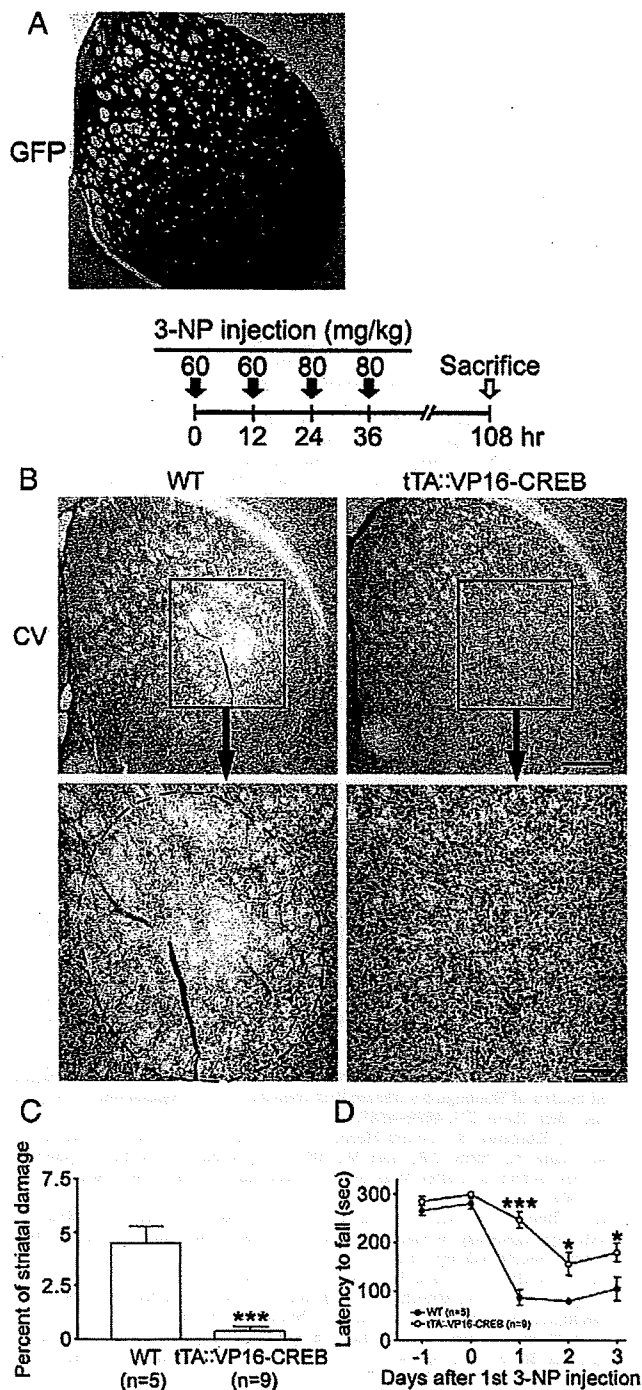 A
GFP
3-NP injection (mg/kg)
60 60 80 80 Sacrifice
0 12 24 36 108 hr
B
WT tTA::VP16-CREB
CV
C
Percent of striatal damage
7.5
5
2.5
0
***
WT tTA::VP16-CREB
(n=5) (n=9)
D
Latency to fall (sec)
300
200
100
0
***
*
*
WT (n=5)
tTA::VP16-CREB (n=9)
-1 0 1 2 3
Days after 1st 3-NP injection